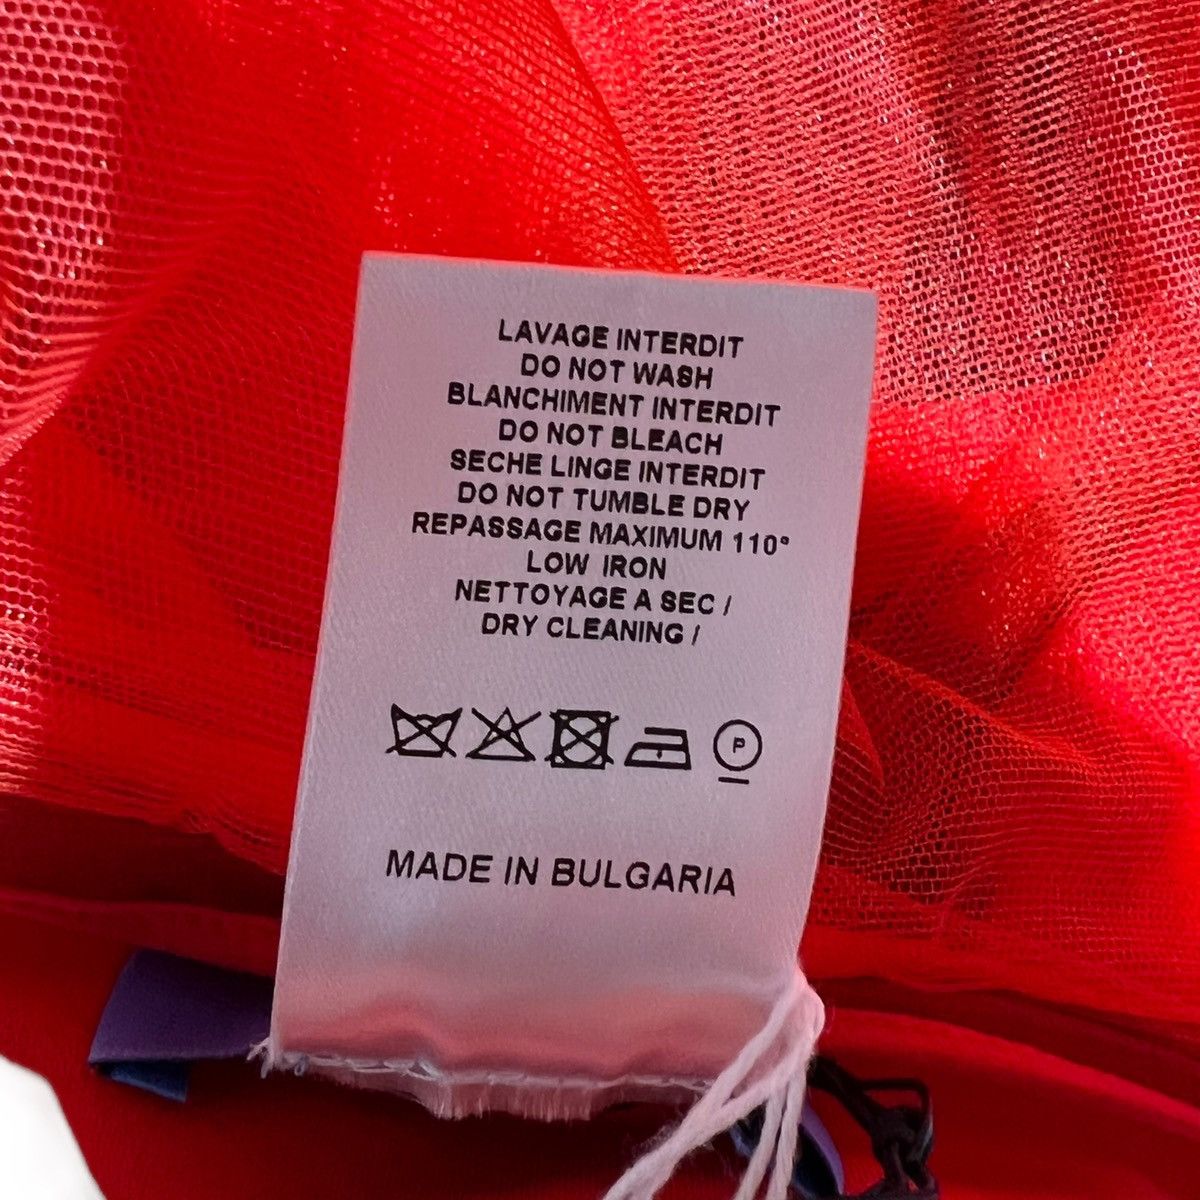 LAVAGE INTERDIT
DO NOT WASH
BLANCHIMENT INTERDIT
DO NOT BLEACH
SECHE LINGE INTERDIT
DO NOT TUMBLE DRY
REPASSAGE MAXIMUM 110°
LOW IRON
NETTOYAGE A SEC /
DRY CLEANING /
P
MADE IN BULGARIA